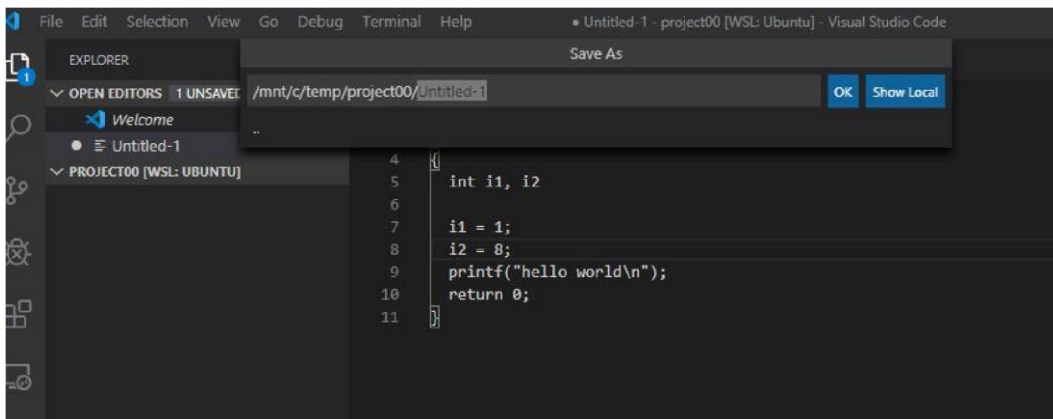 File Edit Selection View Go Debug Terminal Help ● Untitled-1 - project00 [WSL: Ubuntu] - Visual Studio Code
EXPLORER
Save As
1
OPEN EDITORS 1 UNSAVED
/mnt/c/temp/project00/Untitled-1 OK Show Local
Welcome
..
Untitled-1
PROJECT00 [WSL: UBUNTU]
4 {
5 int i1, i2
6
7 i1 = 1;
8 i2 = 8;
9 printf("hello world\n");
10 return 0;
11 }